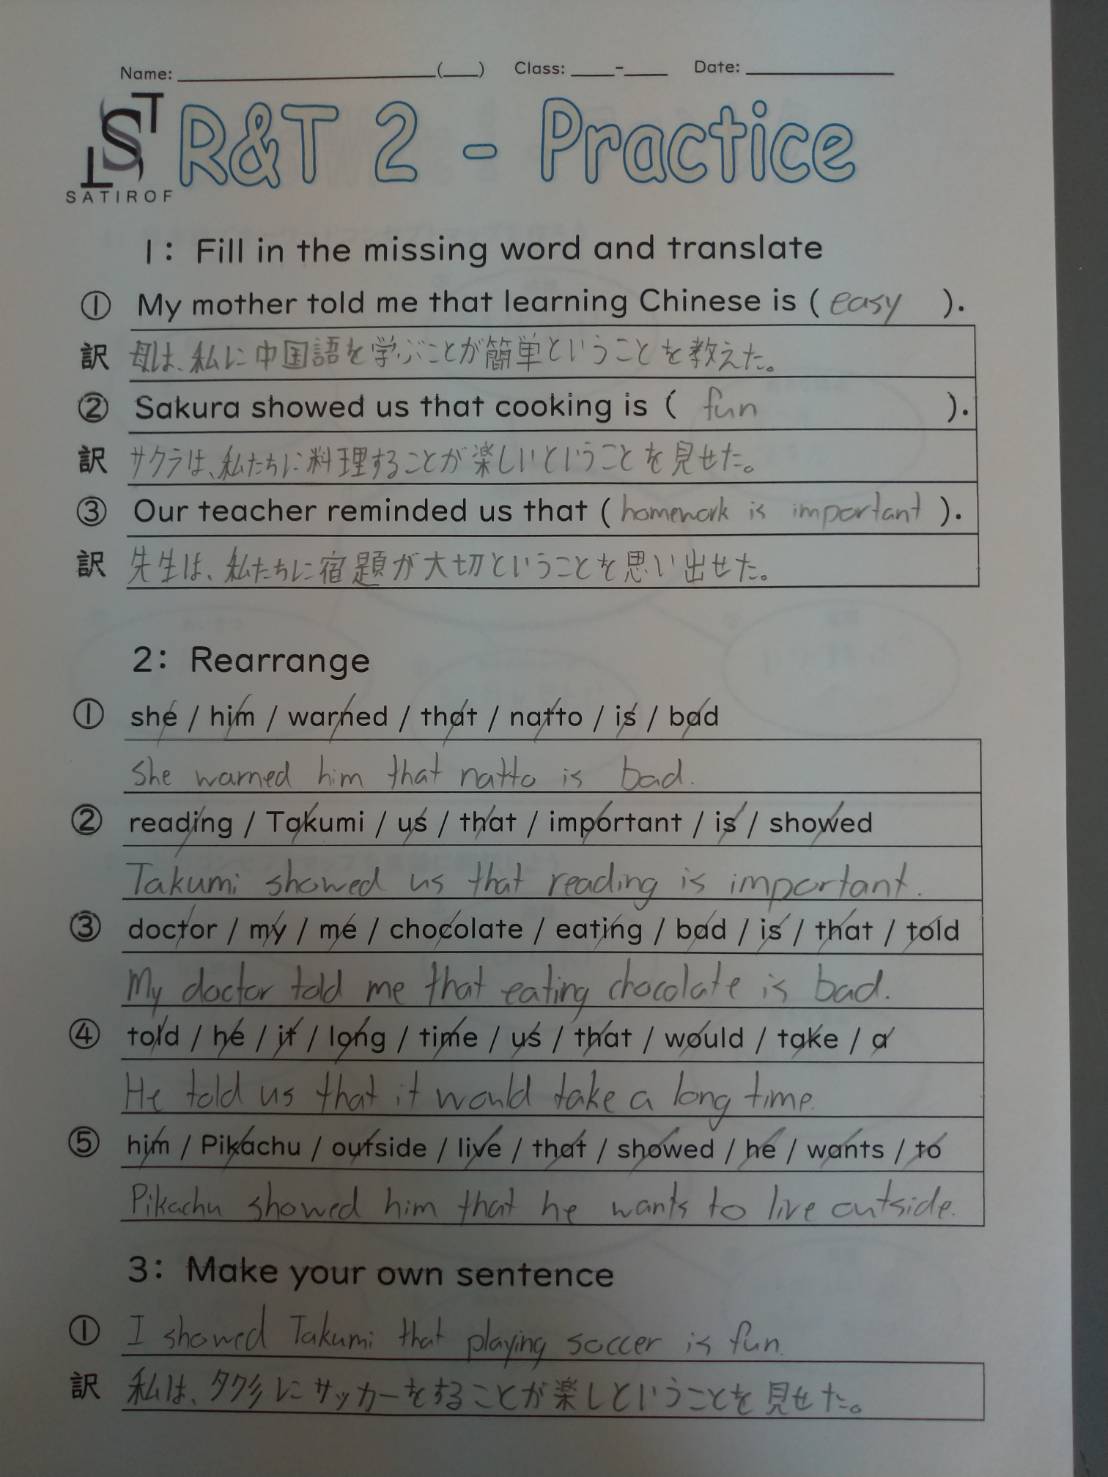 Name: ____________ (___) Class: ____-____ Date: ____________
ST
LS
SATIROF
R&T 2 - Practice
1: Fill in the missing word and translate
① My mother told me that learning Chinese is ( easy ).
訳 母は、私に中国語を学ぶことが簡単ということを教えた。
② Sakura showed us that cooking is ( fun ).
訳 サクラは、私たちに料理することが楽しいということを見せた。
③ Our teacher reminded us that ( homework is important ).
訳 先生は、私たちに宿題が大切ということを思い出せた。
2: Rearrange
① she / him / warned / that / natto / is / bad
She warned him that natto is bad.
② reading / Takumi / us / that / important / is / showed
Takumi showed us that reading is important.
③ doctor / my / me / chocolate / eating / bad / is / that / told
My doctor told me that eating chocolate is bad.
④ told / he / it / long / time / us / that / would / take / a
He told us that it would take a long time.
⑤ him / Pikachu / outside / live / that / showed / he / wants / to
Pikachu showed him that he wants to live outside.
3: Make your own sentence
① I showed Takumi that playing soccer is fun.
訳 私は、タクミにサッカーをすることが楽しということを見せた。